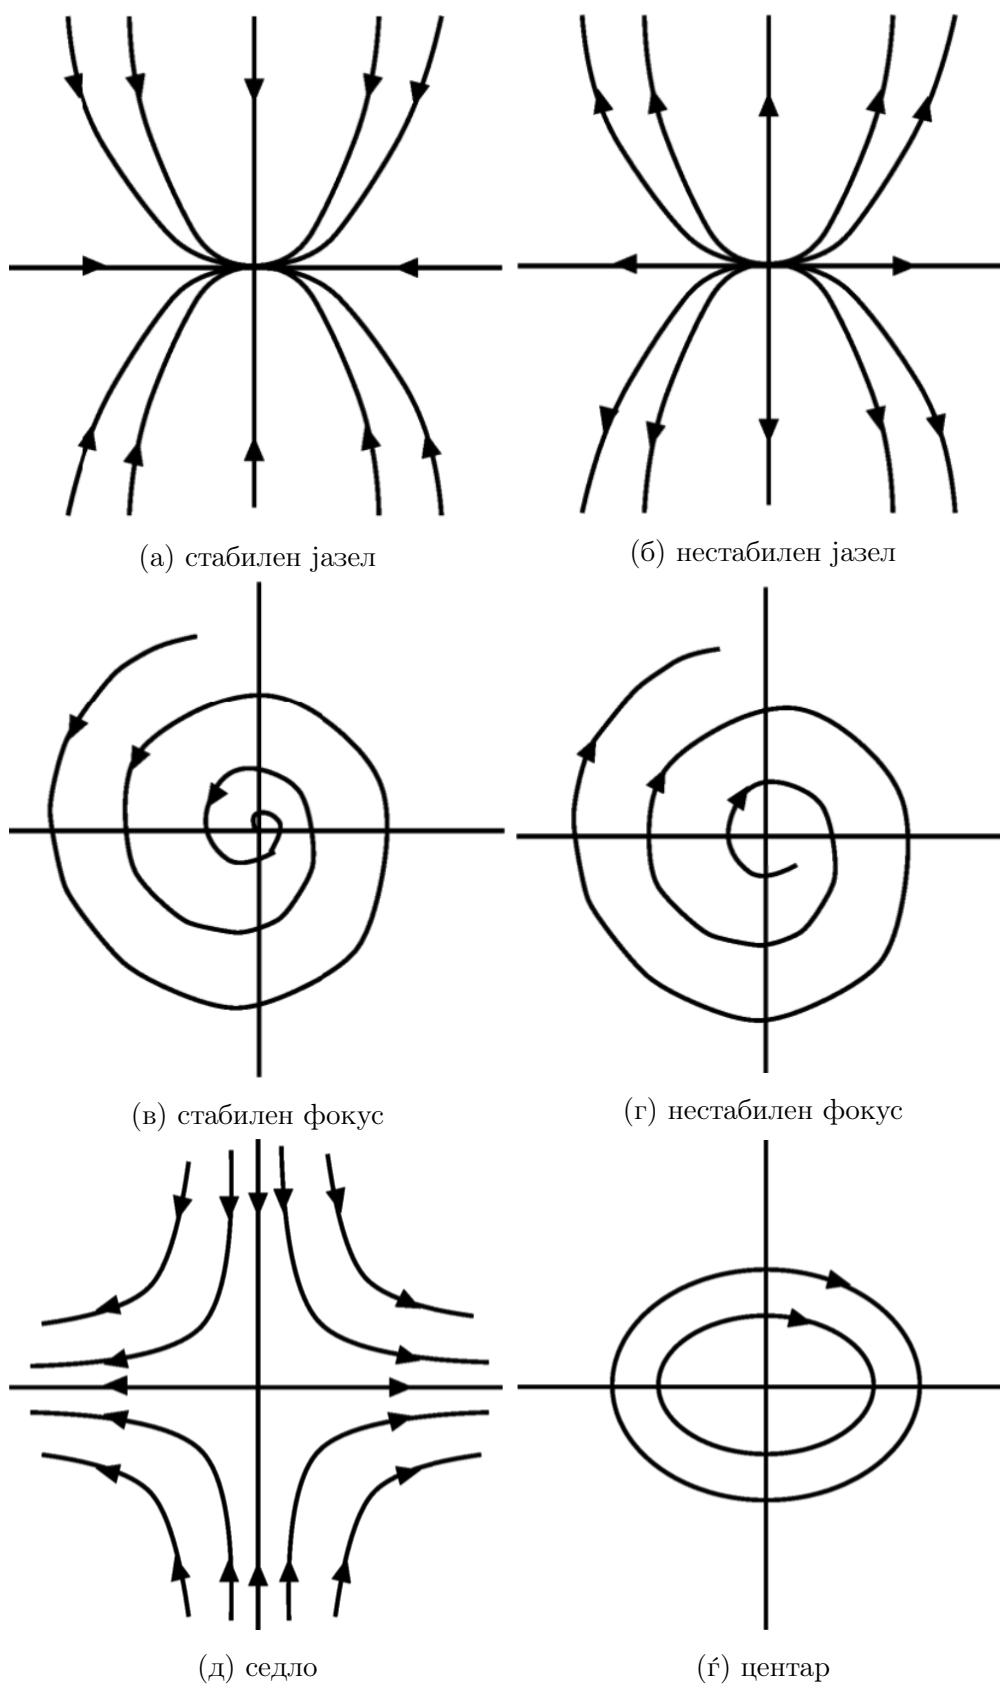 (а) стабилен јазел
(б) нестабилен јазел
(в) стабилен фокус
(г) нестабилен фокус
(д) седло
(ѓ) центар